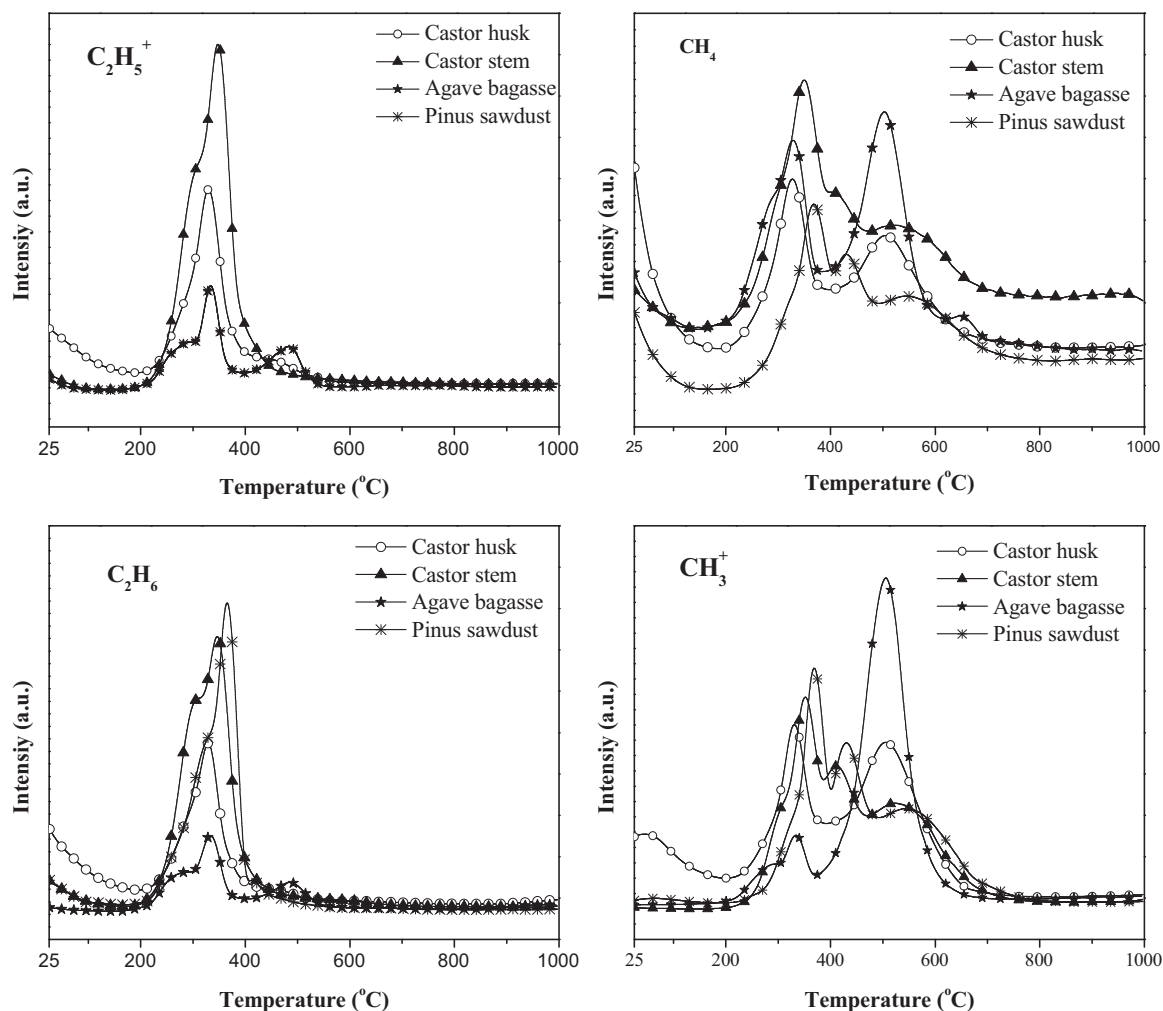 C₂H₅⁺
Castor husk
Castor stem
Agave bagasse
Pinus sawdust
Intensiy (a.u.)
25 200 400 600 800 1000
Temperature (°C)
CH₄
Castor husk
Castor stem
Agave bagasse
Pinus sawdust
Intensiy (a.u.)
25 200 400 600 800 1000
Temperature (°C)
C₂H₆
Castor husk
Castor stem
Agave bagasse
Pinus sawdust
Intensiy (a.u.)
25 200 400 600 800 1000
Temperature (°C)
CH₃⁺
Castor husk
Castor stem
Agave bagasse
Pinus sawdust
Intensiy (a.u.)
25 200 400 600 800 1000
Temperature (°C)